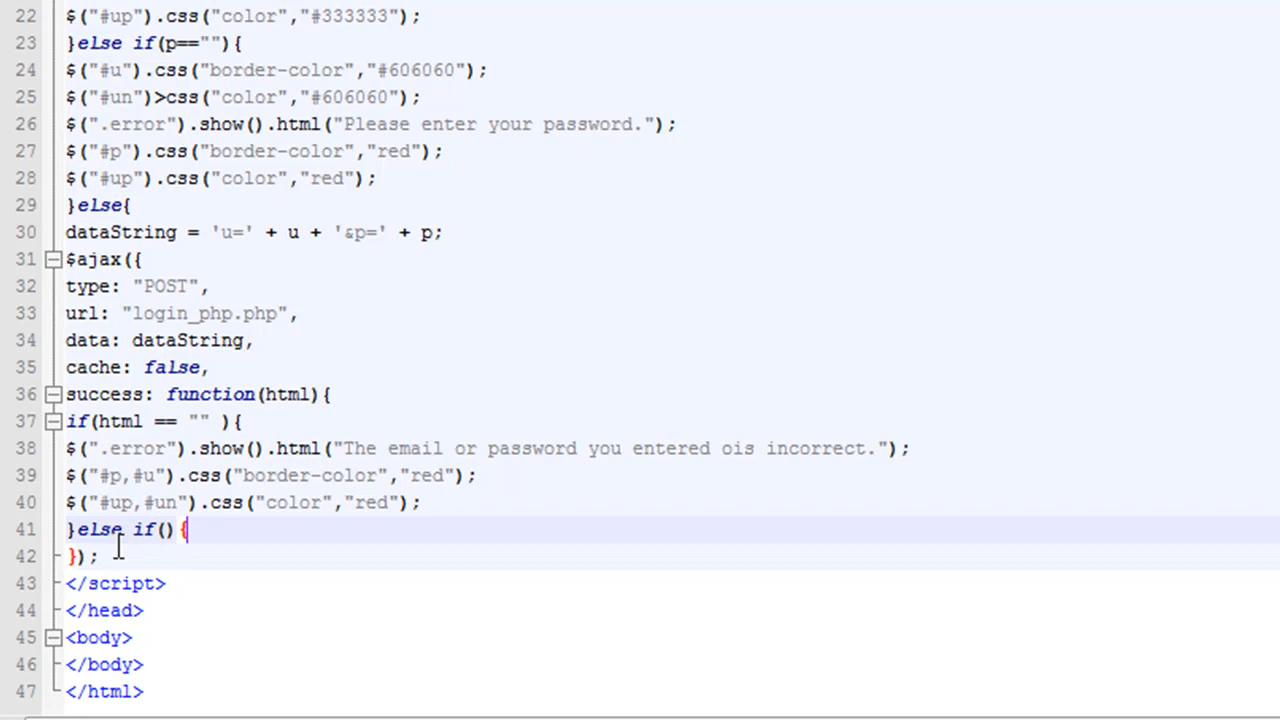 22 $("#up").css("color","#333333");
23 }else if(p==""){
24 $("#u").css("border-color","#606060");
25 $("#un")>css("color","#606060");
26 $(".error").show().html("Please enter your password.");
27 $("#p").css("border-color","red");
28 $("#up").css("color","red");
29 }else{
30 dataString = 'u=' + u + '&p=' + p;
31 $ajax({
32 type: "POST",
33 url: "login_php.php",
34 data: dataString,
35 cache: false,
36 success: function(html){
37 if(html == "" ){
38 $(".error").show().html("The email or password you entered ois incorrect.");
39 $("#p,#u").css("border-color","red");
40 $("#up,#un").css("color","red");
41 }else if(){
42 });
43 </script>
44 </head>
45 <body>
46 </body>
47 </html>